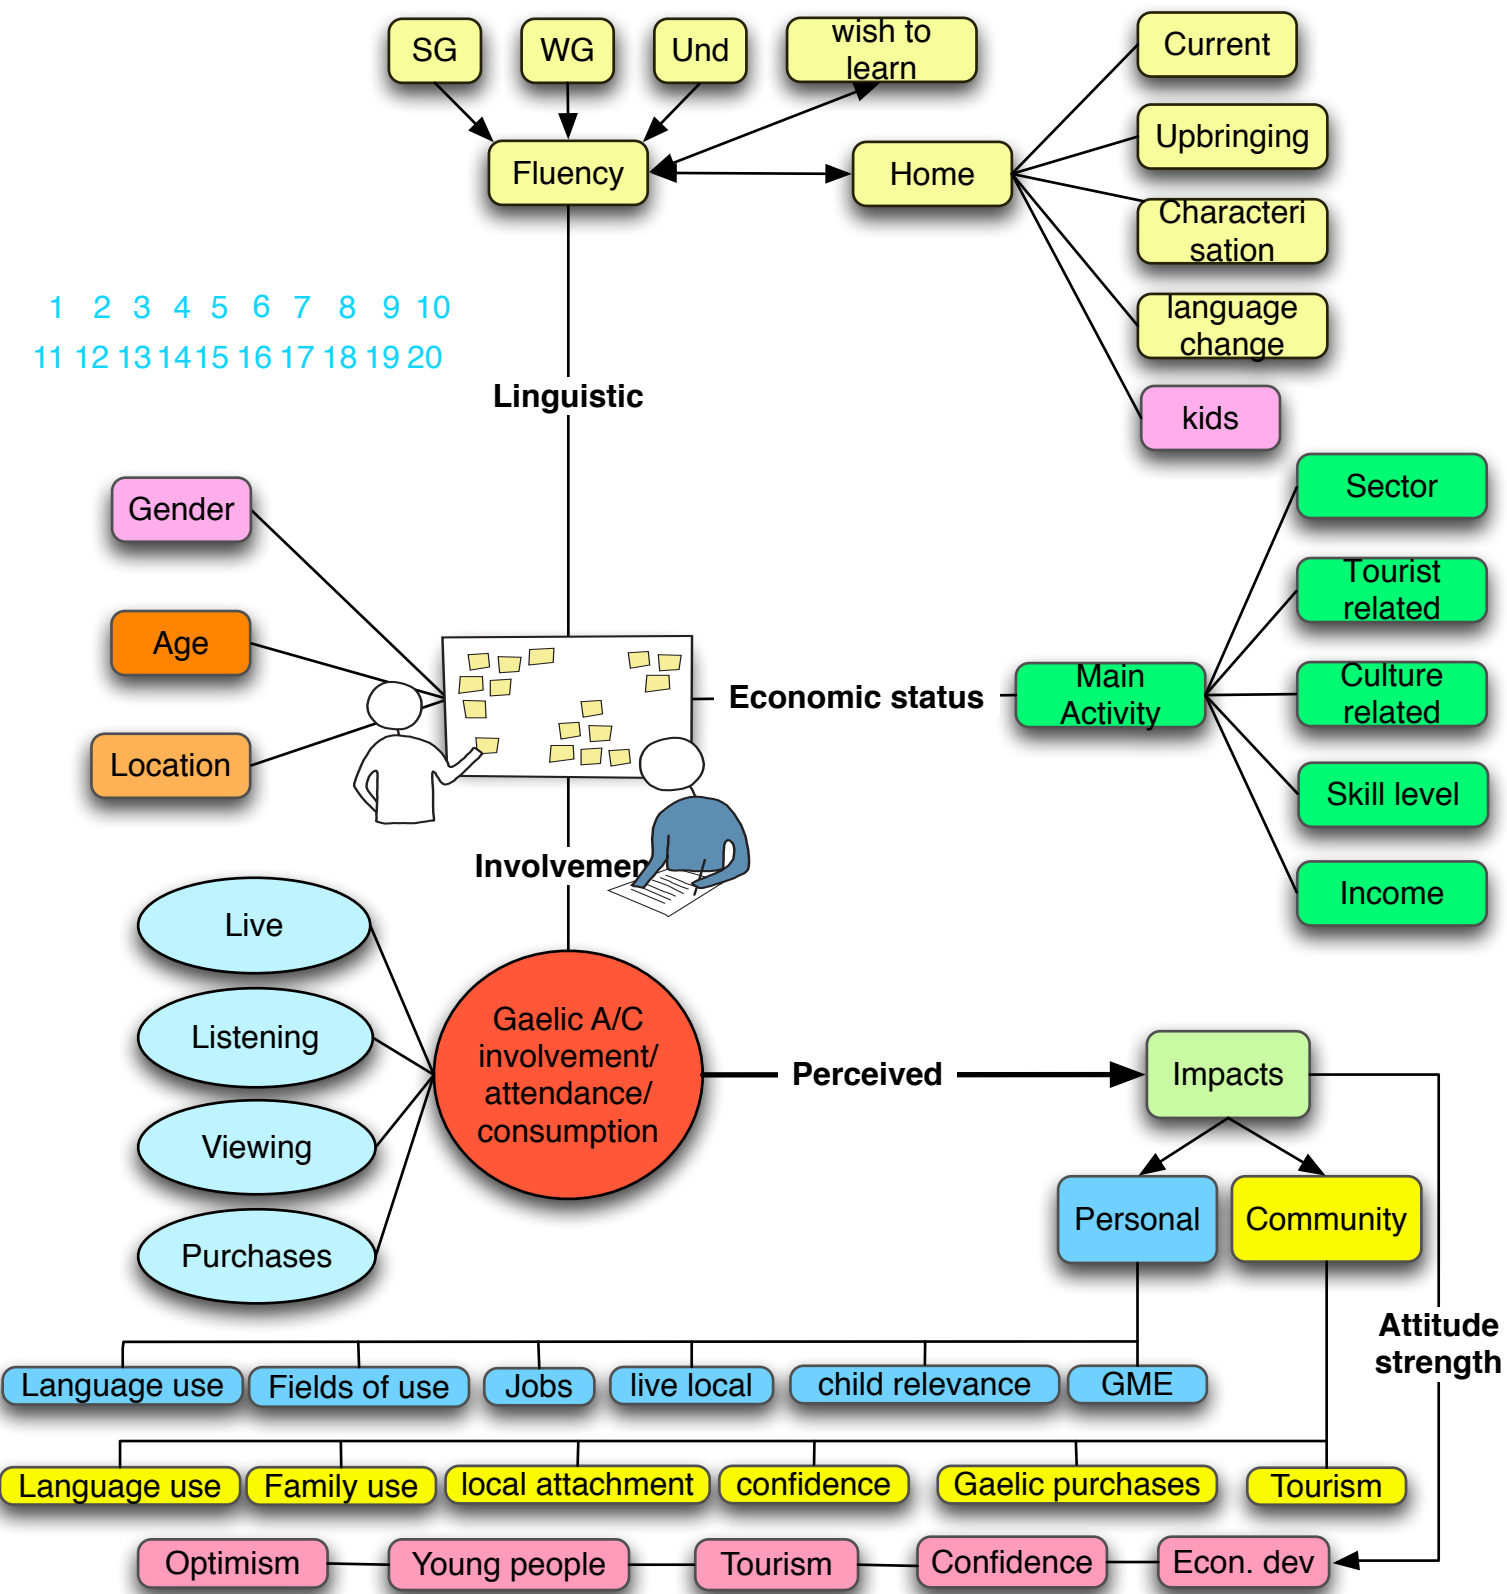 SG
WG
Und
wish to
learn
Current
Fluency
Home
Upbringing
Characteri
sation
language
change
kids
1 2 3 4 5 6 7 8 9 10
11 12 13 14 15 16 17 18 19 20
Linguistic
Gender
Age
Location
Economic status
Main
Activity
Sector
Tourist
related
Culture
related
Skill level
Income
Involvemen
Live
Listening
Viewing
Purchases
Gaelic A/C
involvement/
attendance/
consumption
Perceived
Impacts
Personal
Community
Attitude
strength
Language use
Fields of use
Jobs
live local
child relevance
GME
Language use
Family use
local attachment
confidence
Gaelic purchases
Tourism
Optimism
Young people
Tourism
Confidence
Econ. dev